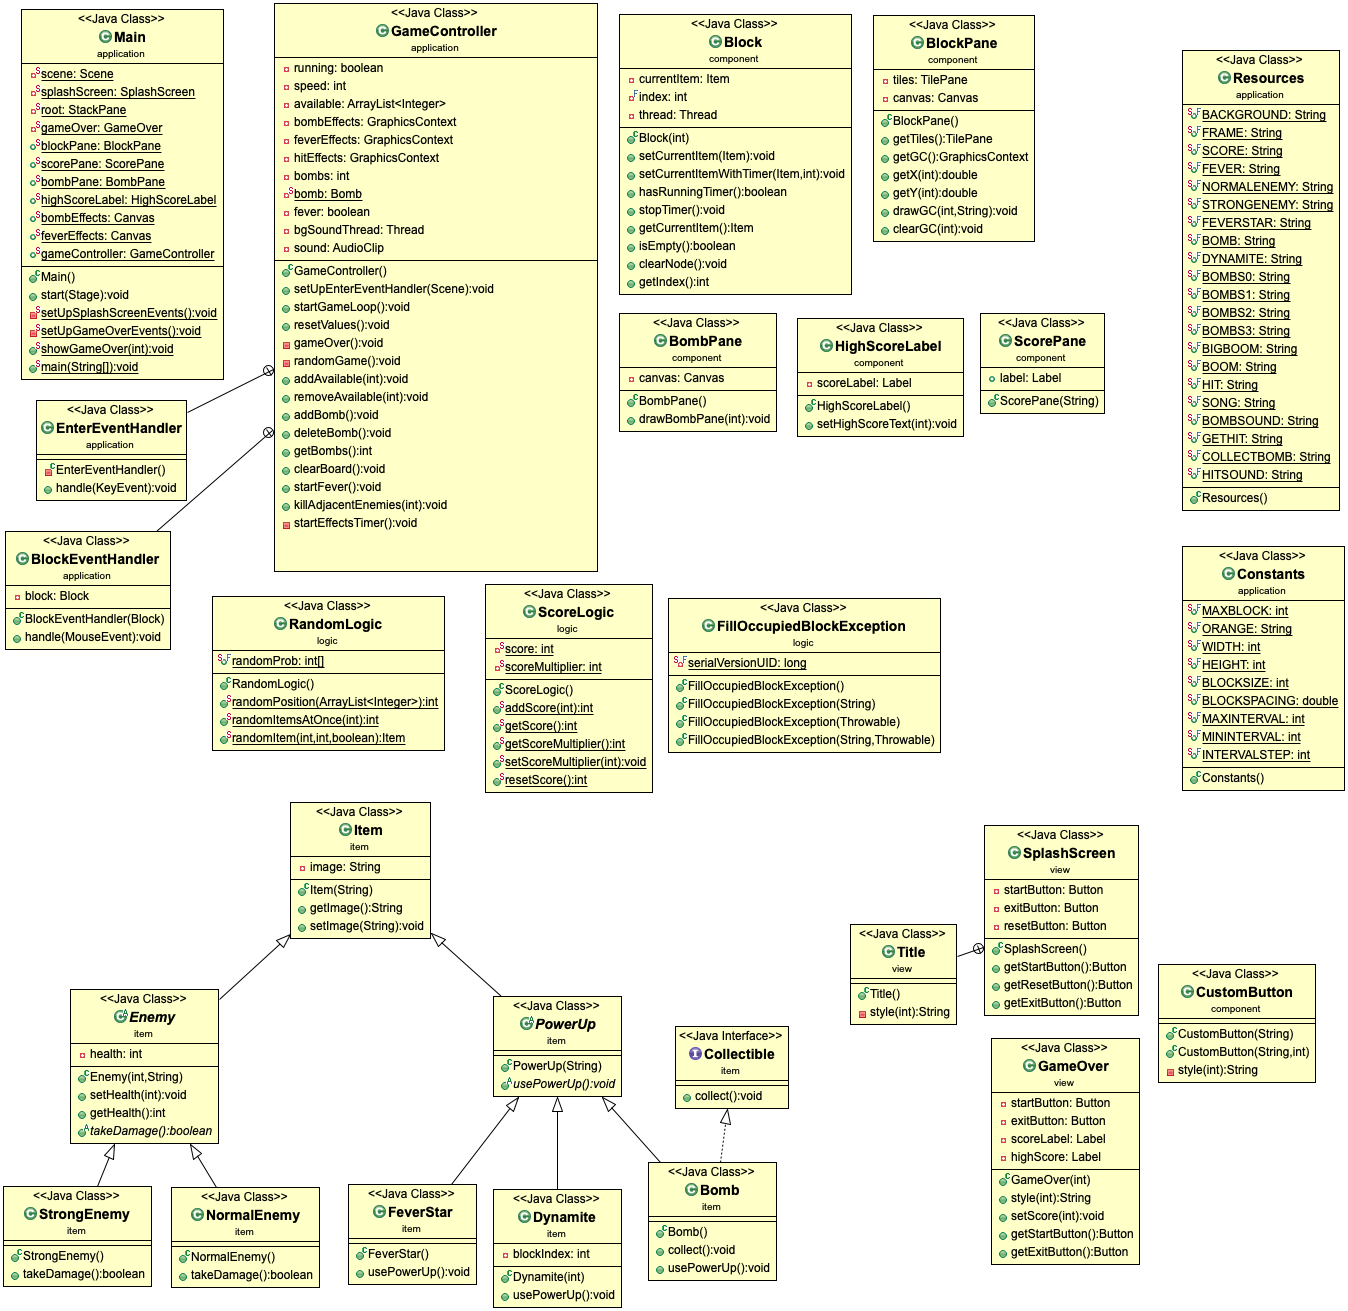 <<Java Class>>
Main
application
scene: Scene
splashScreen: SplashScreen
root: StackPane
gameOver: GameOver
blockPane: BlockPane
scorePane: ScorePane
bombPane: BombPane
highScoreLabel: HighScoreLabel
bombEffects: Canvas
feverEffects: Canvas
gameController: GameController
Main()
start(Stage):void
setUpSplashScreenEvents():void
setUpGameOverEvents():void
showGameOver(int):void
main(String[]):void
<<Java Class>>
GameController
application
running: boolean
speed: int
available: ArrayList<Integer>
bombEffects: GraphicsContext
feverEffects: GraphicsContext
hitEffects: GraphicsContext
bombs: int
bomb: Bomb
fever: boolean
bgSoundThread: Thread
sound: AudioClip
GameController()
setUpEnterEventHandler(Scene):void
startGameLoop():void
resetValues():void
gameOver():void
randomGame():void
addAvailable(int):void
removeAvailable(int):void
addBomb():void
deleteBomb():void
getBombs():int
clearBoard():void
startFever():void
killAdjacentEnemies(int):void
startEffectsTimer():void
<<Java Class>>
Block
component
currentItem: Item
index: int
thread: Thread
Block(int)
setCurrentItem(Item):void
setCurrentItemWithTimer(Item,int):void
hasRunningTimer():boolean
stopTimer():void
getCurrentItem():Item
isEmpty():boolean
clearNode():void
getIndex():int
<<Java Class>>
BlockPane
component
tiles: TilePane
canvas: Canvas
BlockPane()
getTiles():TilePane
getGC():GraphicsContext
getX(int):double
getY(int):double
drawGC(int,String):void
clearGC(int):void
<<Java Class>>
Resources
application
BACKGROUND: String
FRAME: String
SCORE: String
FEVER: String
NORMALENEMY: String
STRONGENEMY: String
FEVERSTAR: String
BOMB: String
DYNAMITE: String
BOMBS0: String
BOMBS1: String
BOMBS2: String
BOMBS3: String
BIGBOOM: String
BOOM: String
HIT: String
SONG: String
BOMBSOUND: String
GETHIT: String
COLLECTBOMB: String
HITSOUND: String
Resources()
<<Java Class>>
BombPane
component
canvas: Canvas
BombPane()
drawBombPane(int):void
<<Java Class>>
HighScoreLabel
component
scoreLabel: Label
HighScoreLabel()
setHighScoreText(int):void
<<Java Class>>
ScorePane
component
label: Label
ScorePane(String)
<<Java Class>>
EnterEventHandler
application
EnterEventHandler()
handle(KeyEvent):void
<<Java Class>>
BlockEventHandler
application
block: Block
BlockEventHandler(Block)
handle(MouseEvent):void
<<Java Class>>
RandomLogic
logic
randomProb: int[]
RandomLogic()
randomPosition(ArrayList<Integer>):int
randomItemsAtOnce(int):int
randomItem(int,int,boolean):Item
<<Java Class>>
ScoreLogic
logic
score: int
scoreMultiplier: int
ScoreLogic()
addScore(int):int
getScore():int
getScoreMultiplier():int
setScoreMultiplier(int):void
resetScore():int
<<Java Class>>
FillOccupiedBlockException
logic
serialVersionUID: long
FillOccupiedBlockException()
FillOccupiedBlockException(String)
FillOccupiedBlockException(Throwable)
FillOccupiedBlockException(String,Throwable)
<<Java Class>>
Constants
application
MAXBLOCK: int
ORANGE: String
WIDTH: int
HEIGHT: int
BLOCKSIZE: int
BLOCKSPACING: double
MAXINTERVAL: int
MININTERVAL: int
INTERVALSTEP: int
Constants()
<<Java Class>>
Item
item
image: String
Item(String)
getImage():String
setImage(String):void
<<Java Class>>
Enemy
item
health: int
Enemy(int,String)
setHealth(int):void
getHealth():int
takeDamage():boolean
<<Java Class>>
PowerUp
item
PowerUp(String)
usePowerUp():void
<<Java Interface>>
Collectible
item
collect():void
<<Java Class>>
StrongEnemy
item
StrongEnemy()
takeDamage():boolean
<<Java Class>>
NormalEnemy
item
NormalEnemy()
takeDamage():boolean
<<Java Class>>
FeverStar
item
FeverStar()
usePowerUp():void
<<Java Class>>
Dynamite
item
blockIndex: int
Dynamite(int)
usePowerUp():void
<<Java Class>>
Bomb
item
Bomb()
collect():void
usePowerUp():void
<<Java Class>>
Title
view
Title()
style(int):String
<<Java Class>>
SplashScreen
view
startButton: Button
exitButton: Button
resetButton: Button
SplashScreen()
getStartButton():Button
getResetButton():Button
getExitButton():Button
<<Java Class>>
CustomButton
component
CustomButton(String)
CustomButton(String,int)
style(int):String
<<Java Class>>
GameOver
view
startButton: Button
exitButton: Button
scoreLabel: Label
highScore: Label
GameOver(int)
style(int):String
setScore(int):void
getStartButton():Button
getExitButton():Button